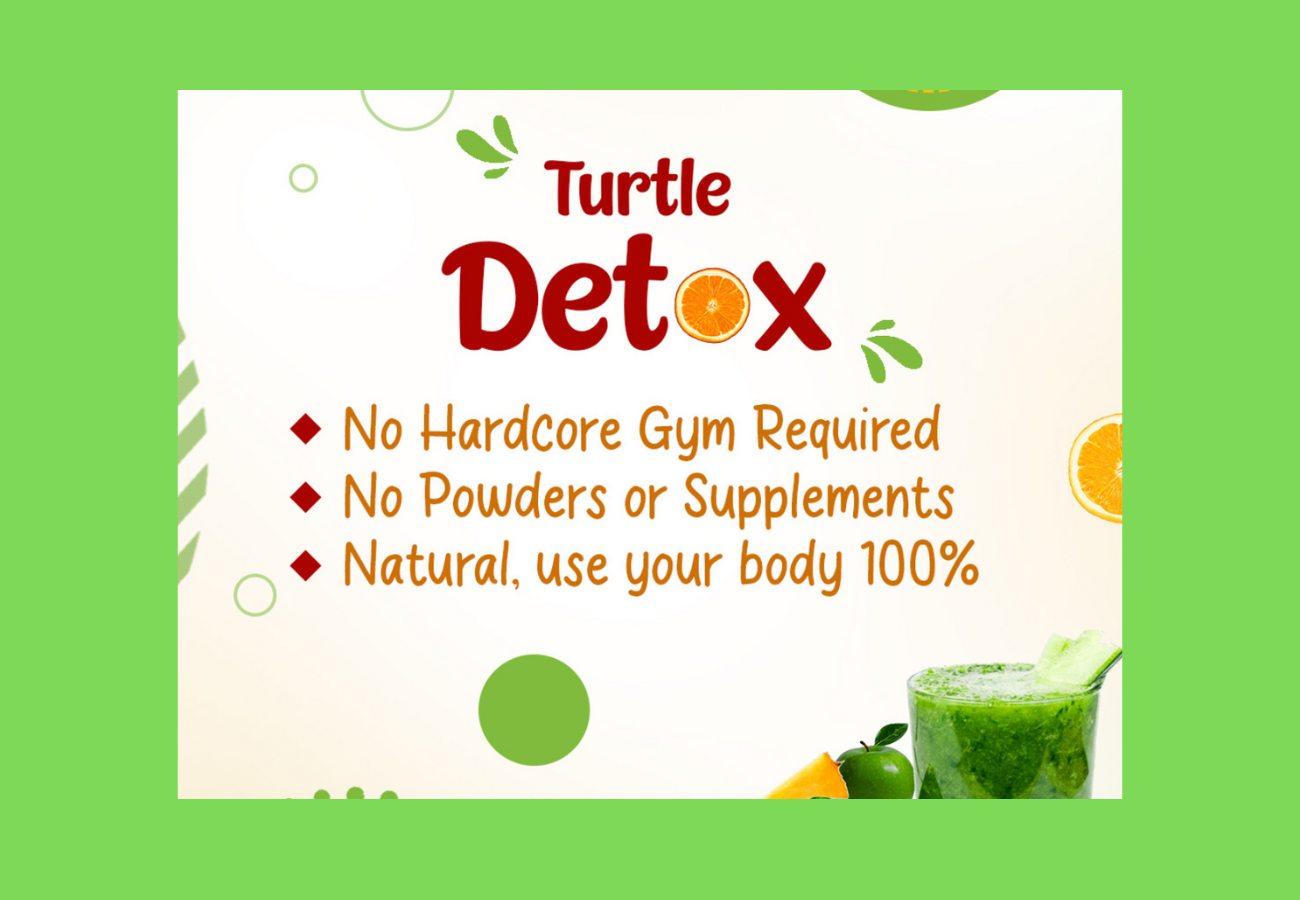 Turtle
Detox
No Hardcore Gym Required
No Powders or Supplements
Natural, use your body 100%